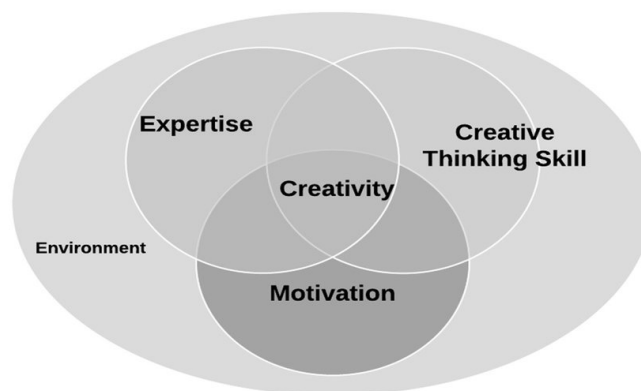 Expertise
Creative
Thinking Skill
Creativity
Environment
Motivation